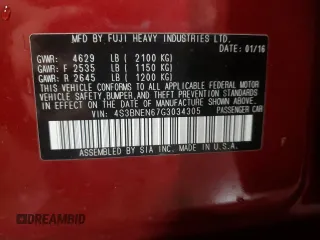 MFD BY FUJI HEAVY INDUSTRIES LTD.
DATE: 01/16
GVWR: 4629 LB ( 2100 KG)
GAWR: F 2535 LB ( 1150 KG)
GAWR: R 2645 LB ( 1200 KG)
THIS VEHICLE CONFORMS TO ALL APPLICABLE
FEDERAL MOTOR
VEHICLE SAFETY, BUMPER, AND THEFT PREVENTION
STANDARDS IN EFFECT ON THE DATE OF
MANUFACTURE SHOWN ABOVE.
VIN: 4S3BNEN67G3034305
PASSENGER CAR
ASSEMBLED BY SIA INC. MADE IN U.S.A.
DREAMBID